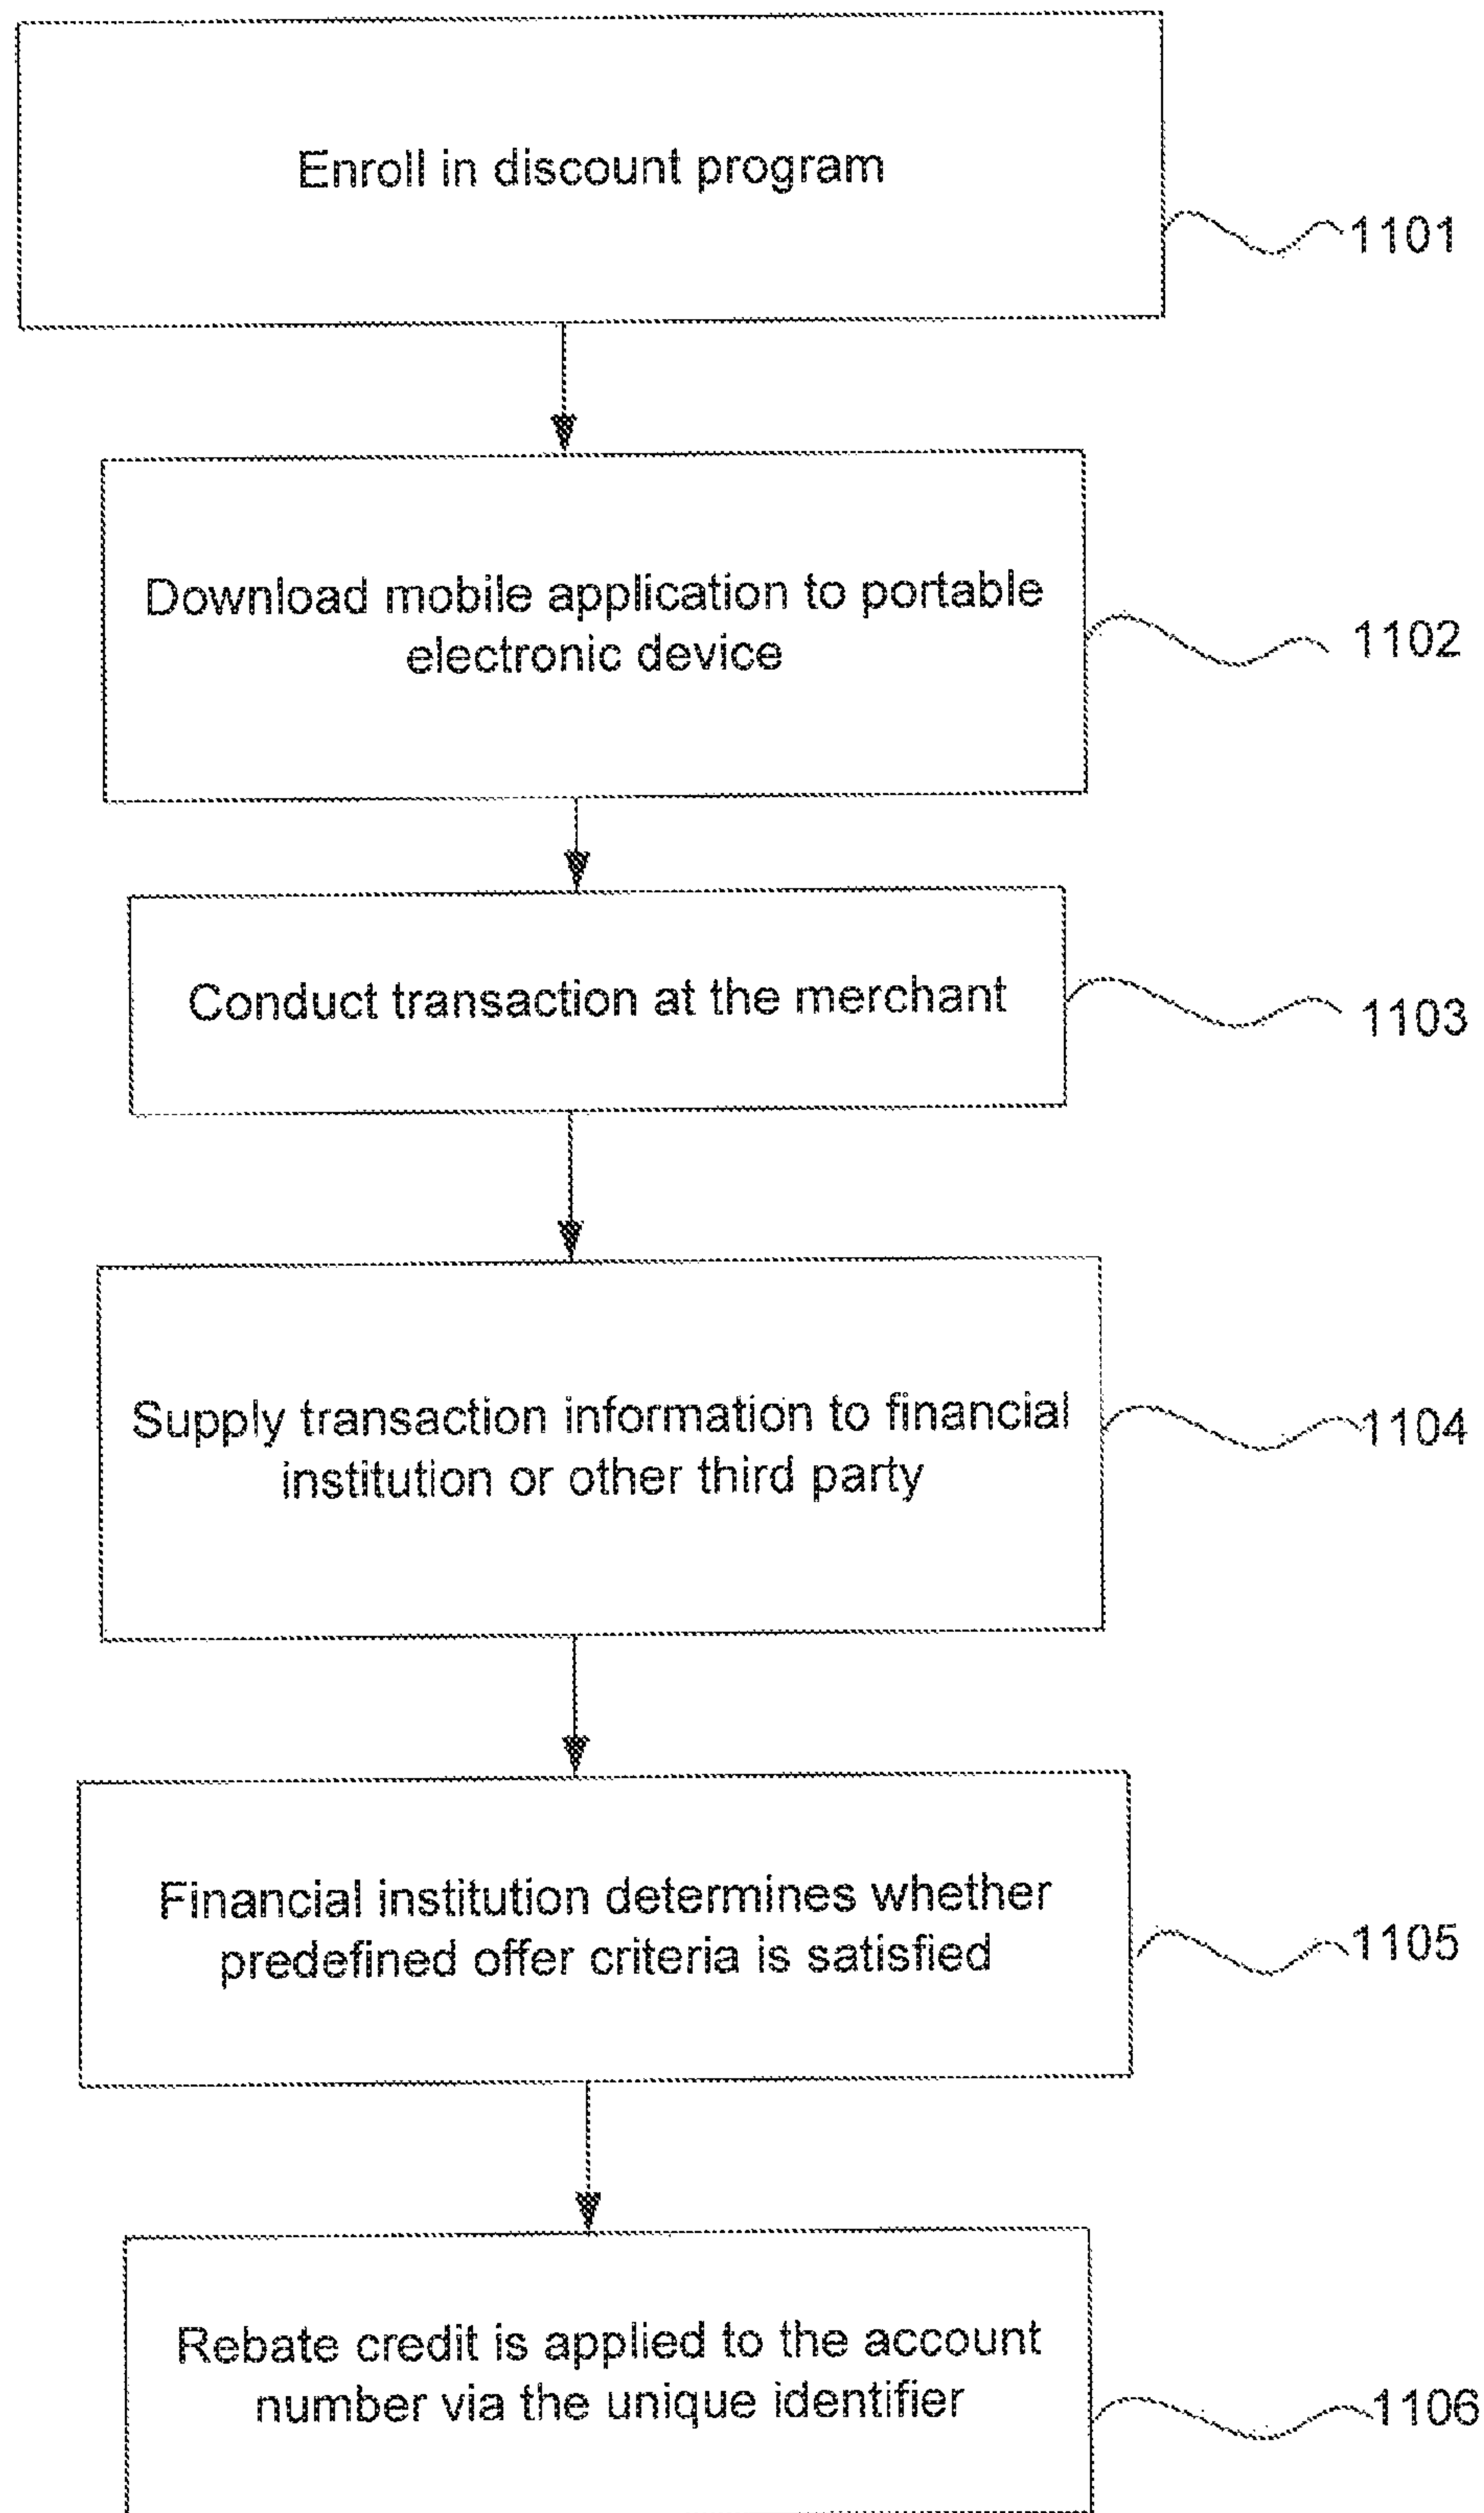 Enroll in discount program
1101
Download mobile application to portable
electronic device
1102
Conduct transaction at the merchant
1103
Supply transaction information to financial
institution or other third party
1104
Financial institution determines whether
predefined offer criteria is satisfied
1105
Rebate credit is applied to the account
number via the unique identifier
1106